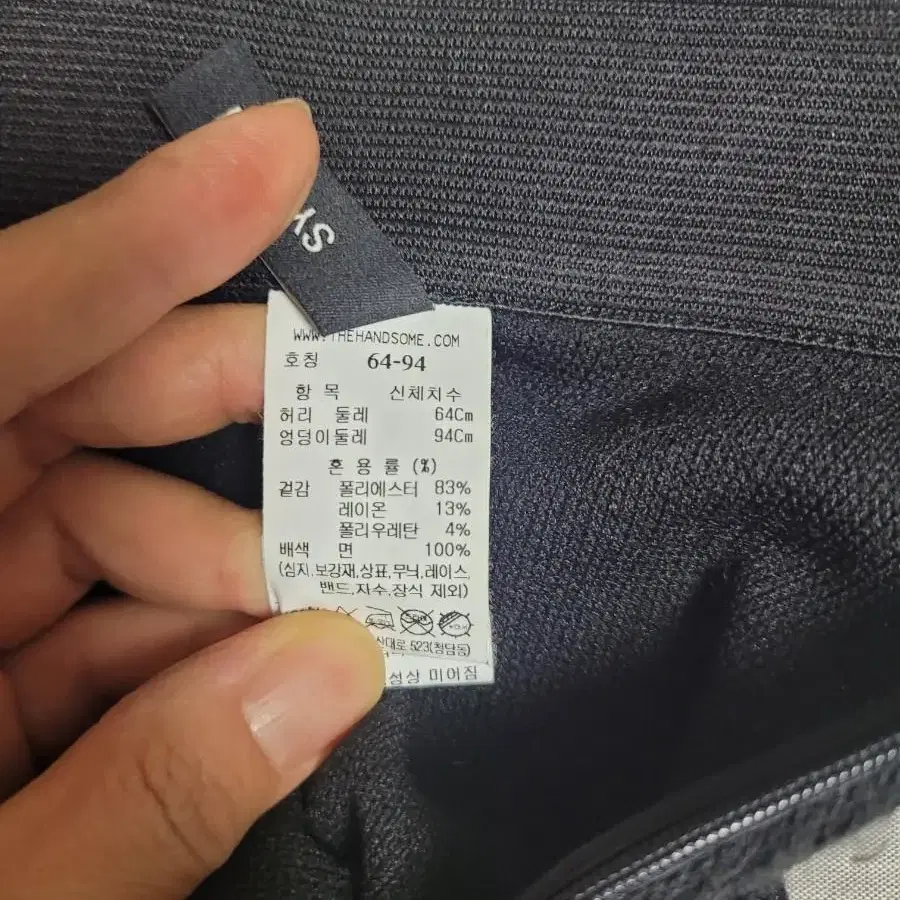 SY
WWW.THEHANDSOME.COM
호칭 64-94
항 목 신체치수
허리 둘레 64Cm
엉덩이둘레 94Cm
혼 용 률 (%)
겉감 폴리에스터 83%
레이온 13%
폴리우레탄 4%
배색 면 100%
(심지,보강재,상표,무늬,레이스,
밴드,자수,장식 제외)
523(청담동)
미어짐